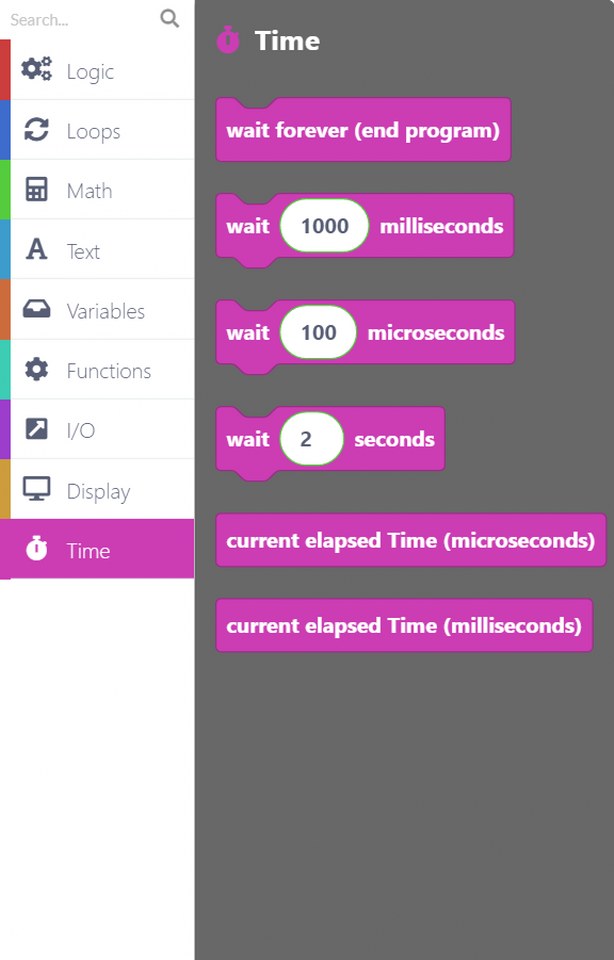 Search...
Logic
Loops
Math
Text
Variables
Functions
I/O
Display
Time
Time
wait forever (end program)
wait 1000 milliseconds
wait 100 microseconds
wait 2 seconds
current elapsed Time (microseconds)
current elapsed Time (milliseconds)